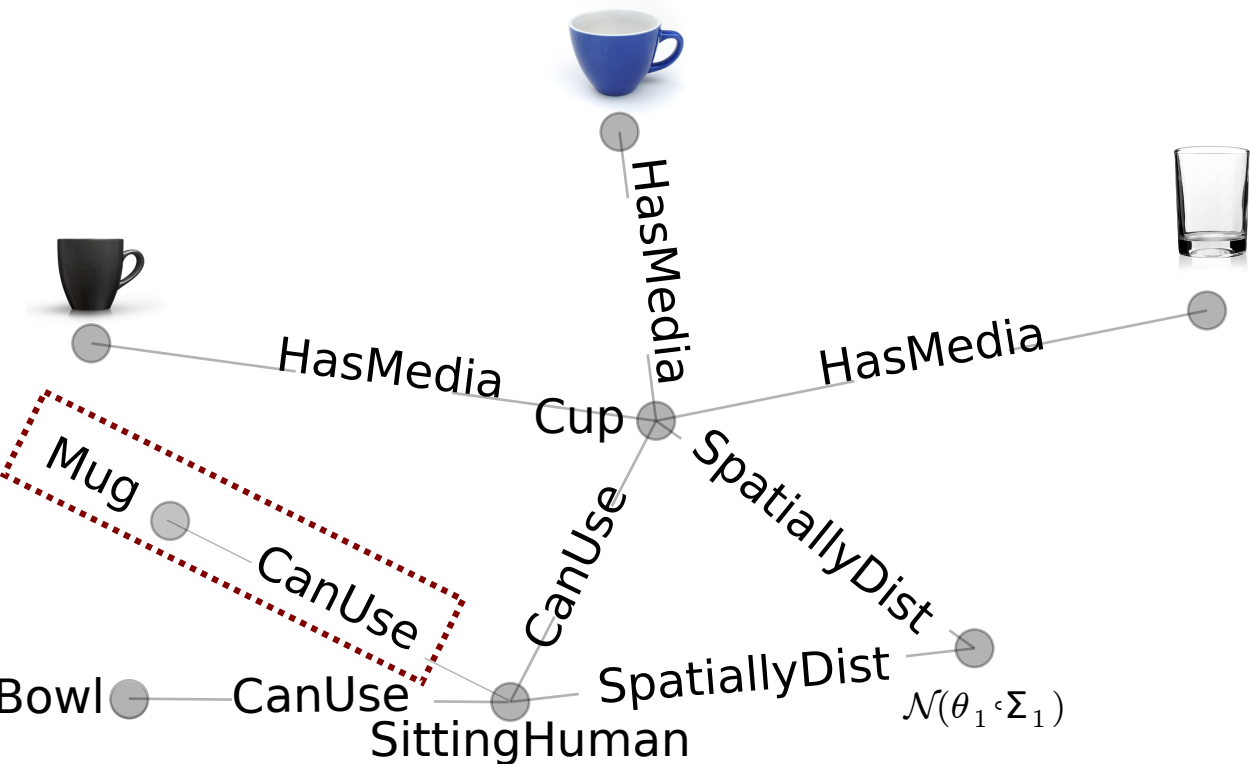 HasMedia
HasMedia
HasMedia
Cup
Mug
CanUse
CanUse
SpatiallyDist
SpatiallyDist
Bowl
CanUse
SittingHuman
𝒩(θ₁,Σ₁)